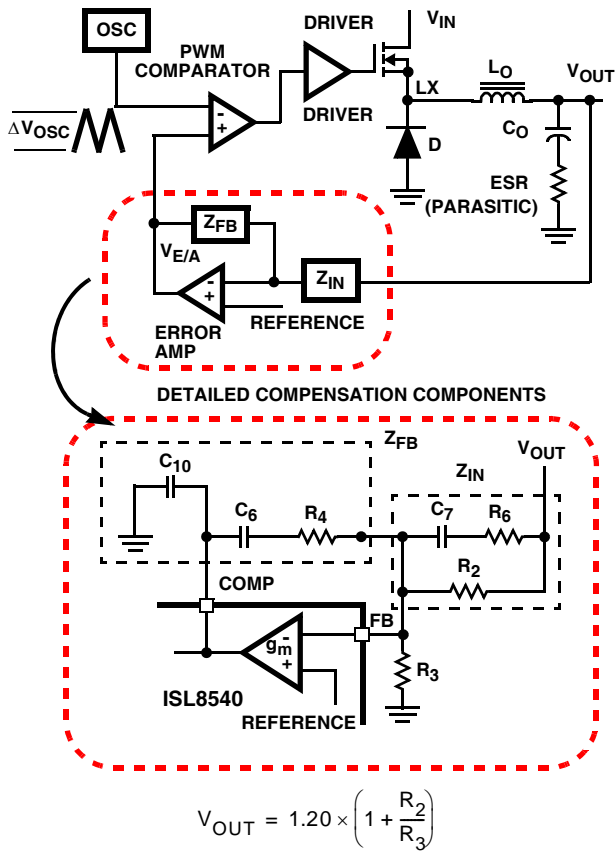 OSC
PWM
COMPARATOR
DRIVER
DRIVER
V_IN
LX
L_O
V_OUT
C_O
D
ESR
(PARASITIC)
ΔV_OSC
-
+
Z_FB
V_E/A
-
+
Z_IN
REFERENCE
ERROR
AMP
DETAILED COMPENSATION COMPONENTS
Z_FB
V_OUT
Z_IN
C_10
C_6
R_4
C_7
R_6
R_2
COMP
FB
g_m
-
+
R_3
ISL8540
REFERENCE
V_OUT = 1.20 × (1 + R_2/R_3)